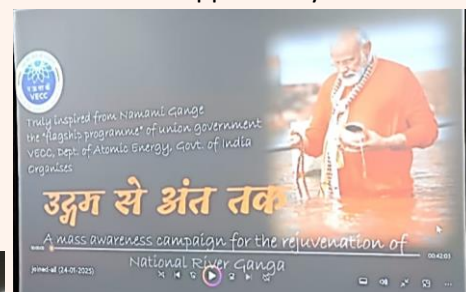 VECC
Truly inspired from Namami Gange
the "flagship programme" of union government
VECC, Dept. of Atomic Energy, Govt. of India
Organises
उद्गम से अंत तक
A mass awareness campaign for the rejuvenation of
National River Ganga
00:42:01
Joined-all (24-01-2025)